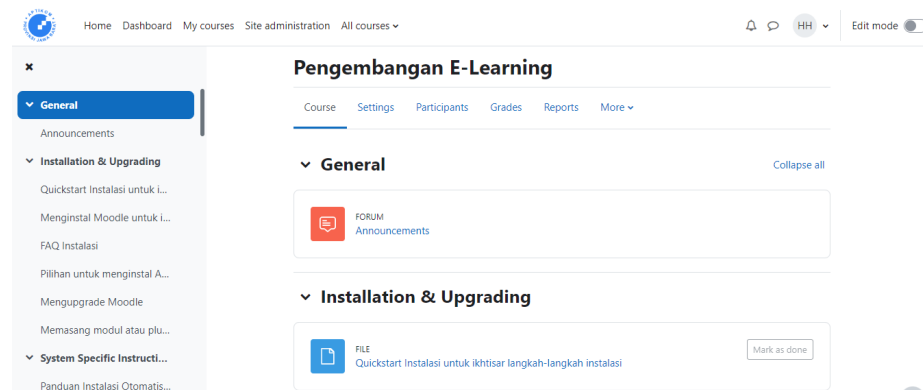 Home Dashboard My courses Site administration All courses
HH
Edit mode
Pengembangan E-Learning
Course Settings Participants Grades Reports More
General
Announcements
Installation & Upgrading
Quickstart Instalasi untuk i...
Menginstal Moodle untuk i...
FAQ Instalasi
Pilihan untuk menginstal A...
Mengupgrade Moodle
Memasang modul atau plu...
System Specific Instructi...
Panduan Instalasi Otomatis...
General
Collapse all
FORUM
Announcements
Installation & Upgrading
FILE
Quickstart Instalasi untuk ikhtisar langkah-langkah instalasi
Mark as done